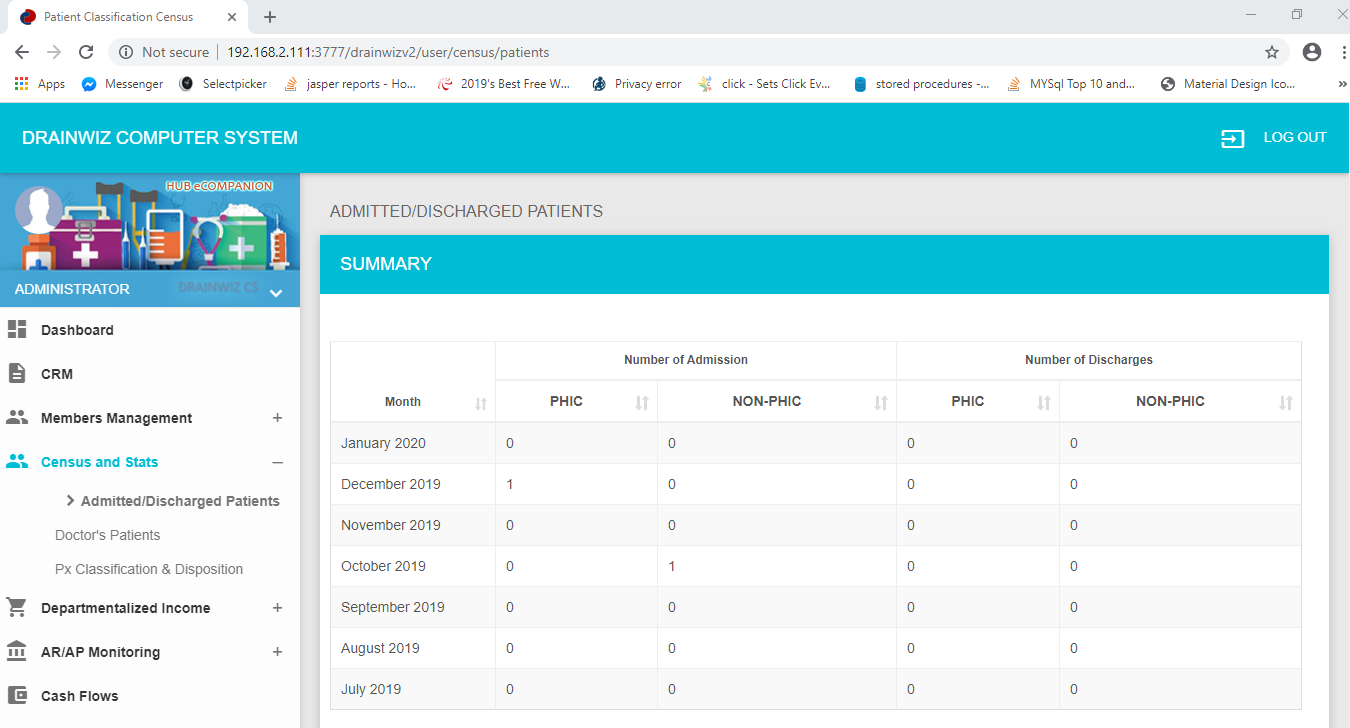 Patient Classification Census
Not secure | 192.168.2.111:3777/drainwizv2/user/census/patients
Apps Messenger Selectpicker jasper reports - Ho... 2019's Best Free W... Privacy error click - Sets Click Ev... stored procedures -... MYSql Top 10 and... Material Design Ico... »
DRAINWIZ COMPUTER SYSTEM
LOG OUT
HUB eCOMPANION
ADMINISTRATOR
DRAINWIZ CS
Dashboard
CRM
Members Management +
Census and Stats –
Admitted/Discharged Patients
Doctor's Patients
Px Classification & Disposition
Departmentalized Income +
AR/AP Monitoring +
Cash Flows
ADMITTED/DISCHARGED PATIENTS
SUMMARY
Number of Admission Number of Discharges
Month PHIC NON-PHIC PHIC NON-PHIC
January 2020 0 0 0 0
December 2019 1 0 0 0
November 2019 0 0 0 0
October 2019 0 1 0 0
September 2019 0 0 0 0
August 2019 0 0 0 0
July 2019 0 0 0 0